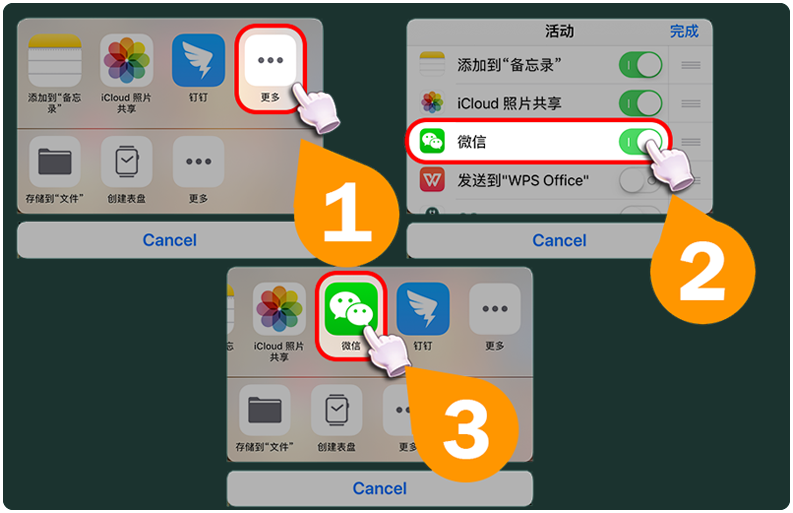 添加到“备忘
录”
iCloud 照片
共享
钉钉
更多
存储到“文件”
创建表盘
更多
Cancel
1
活动
完成
添加到“备忘录”
iCloud 照片共享
微信
发送到"WPS Office"
Cancel
2
iCloud 照片
共享
微信
钉钉
更多
存储到“文件”
创建表盘
更多
Cancel
3